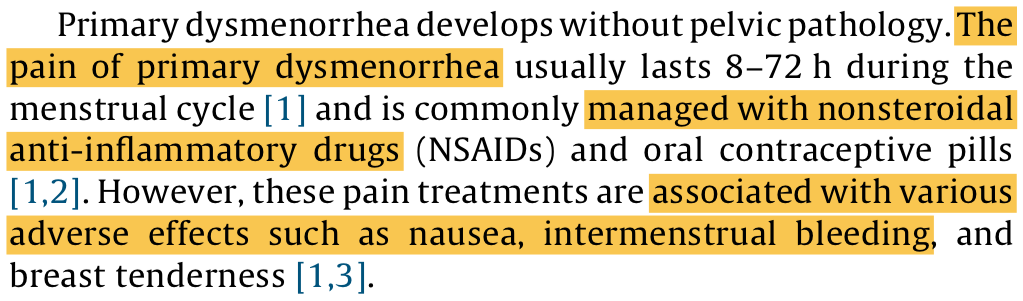 Primary dysmenorrhea develops without pelvic pathology. The
pain of primary dysmenorrhea usually lasts 8–72 h during the
menstrual cycle [1] and is commonly managed with nonsteroidal
anti-inflammatory drugs (NSAIDs) and oral contraceptive pills
[1,2]. However, these pain treatments are associated with various
adverse effects such as nausea, intermenstrual bleeding, and
breast tenderness [1,3].